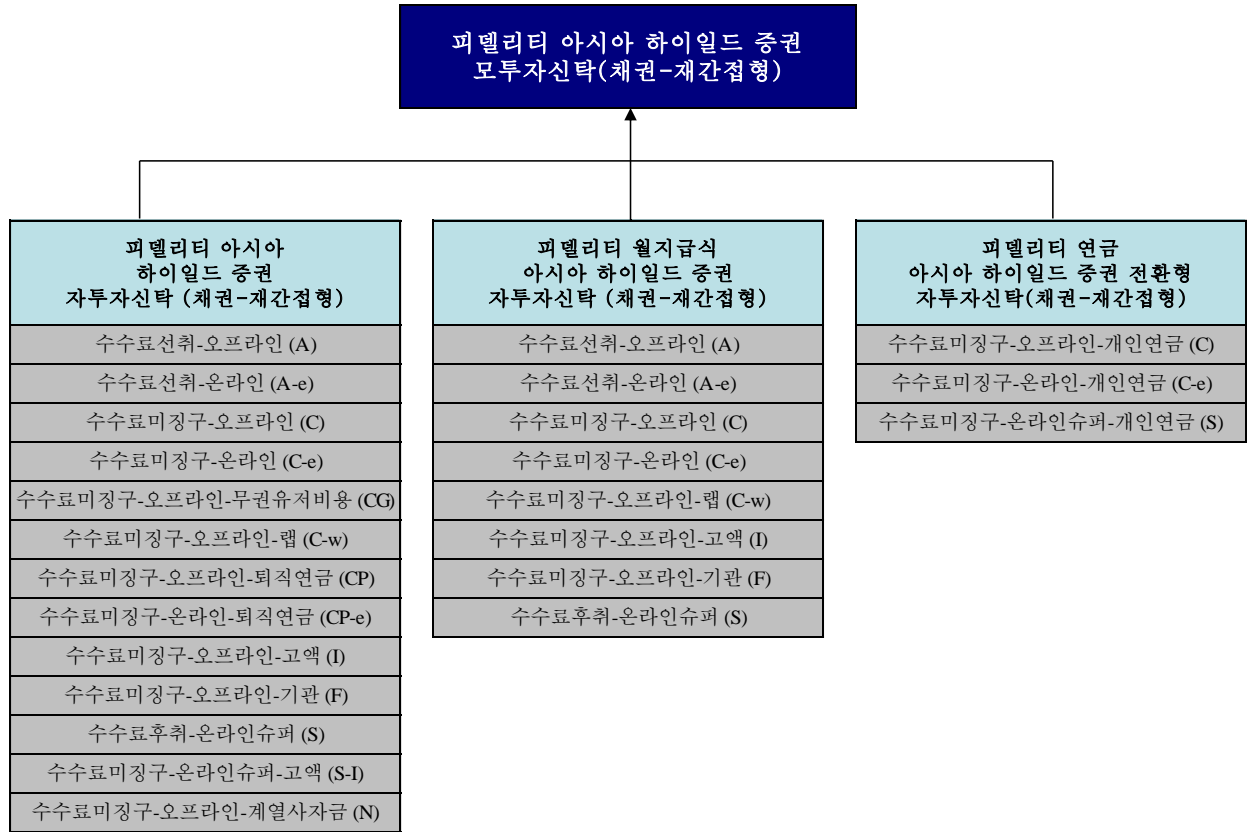 피델리티 아시아 하이일드 증권
모투자신탁(채권-재간접형)
피델리티 아시아
하이일드 증권
자투자신탁 (채권-재간접형)
수수료선취-오프라인 (A)
수수료선취-온라인 (A-e)
수수료미징구-오프라인 (C)
수수료미징구-온라인 (C-e)
수수료미징구-오프라인-무권유저비용 (CG)
수수료미징구-오프라인-랩 (C-w)
수수료미징구-오프라인-퇴직연금 (CP)
수수료미징구-온라인-퇴직연금 (CP-e)
수수료미징구-오프라인-고액 (I)
수수료미징구-오프라인-기관 (F)
수수료후취-온라인슈퍼 (S)
수수료미징구-온라인슈퍼-고액 (S-I)
수수료미징구-오프라인-계열사자금 (N)
피델리티 월지급식
아시아 하이일드 증권
자투자신탁 (채권-재간접형)
수수료선취-오프라인 (A)
수수료선취-온라인 (A-e)
수수료미징구-오프라인 (C)
수수료미징구-온라인 (C-e)
수수료미징구-오프라인-랩 (C-w)
수수료미징구-오프라인-고액 (I)
수수료미징구-오프라인-기관 (F)
수수료후취-온라인슈퍼 (S)
피델리티 연금
아시아 하이일드 증권 전환형
자투자신탁(채권-재간접형)
수수료미징구-오프라인-개인연금 (C)
수수료미징구-온라인-개인연금 (C-e)
수수료미징구-온라인슈퍼-개인연금 (S)